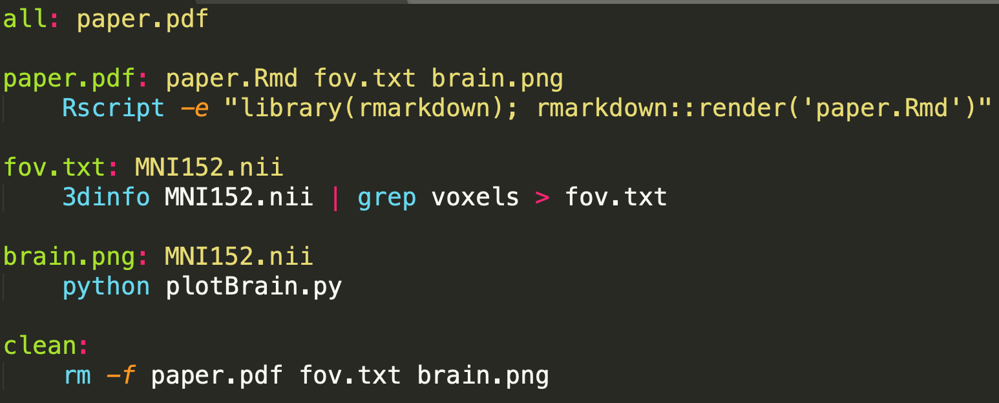 all: paper.pdf
paper.pdf: paper.Rmd fov.txt brain.png
Rscript -e "library(rmarkdown); rmarkdown::render('paper.Rmd')"
fov.txt: MNI152.nii
3dinfo MNI152.nii | grep voxels > fov.txt
brain.png: MNI152.nii
python plotBrain.py
clean:
rm -f paper.pdf fov.txt brain.png